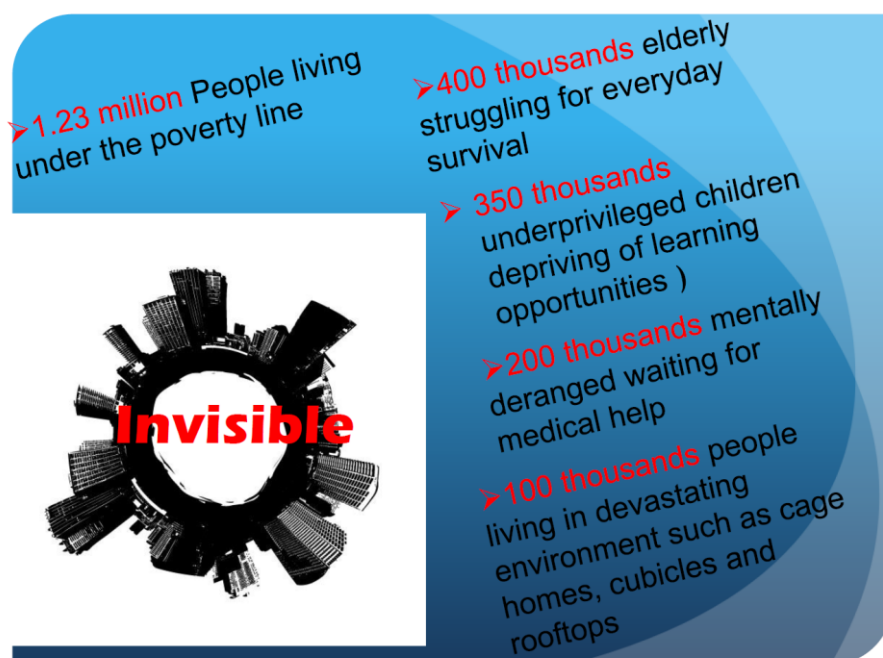 ➢1.23 million People living
under the poverty line
Invisible
➢400 thousands elderly
struggling for everyday
survival
➢ 350 thousands
underprivileged children
depriving of learning
opportunities )
➢200 thousands mentally
deranged waiting for
medical help
➢100 thousands people
living in devastating
environment such as cage
homes, cubicles and
rooftops